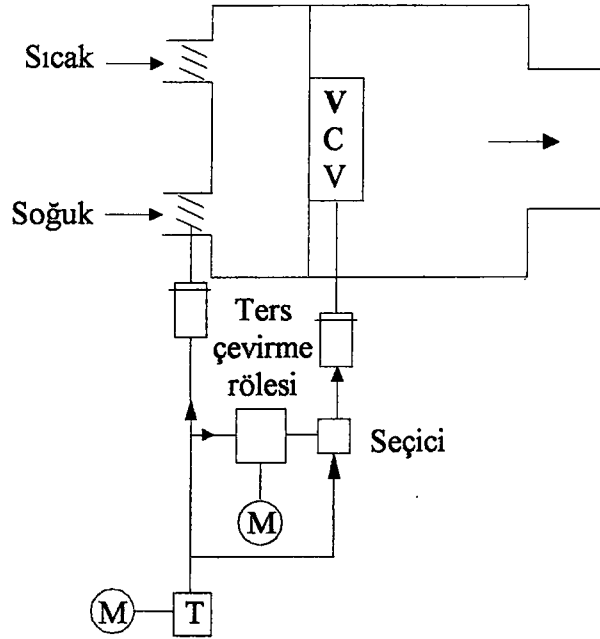 Sıcak
V
C
V
Soğuk
Ters
çevirme
rölesi
Seçici
M
M
T